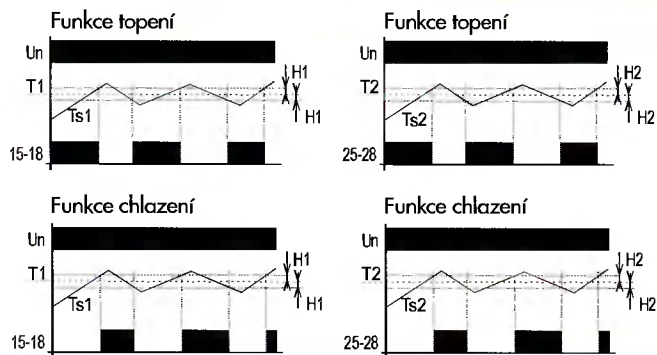 Funkce topení
Un
T1
H1
H1
Ts1
15-18
Funkce topení
Un
T2
H2
H2
Ts2
25-28
Funkce chlazení
Un
T1
H1
H1
Ts1
15-18
Funkce chlazení
Un
T2
H2
H2
Ts2
25-28